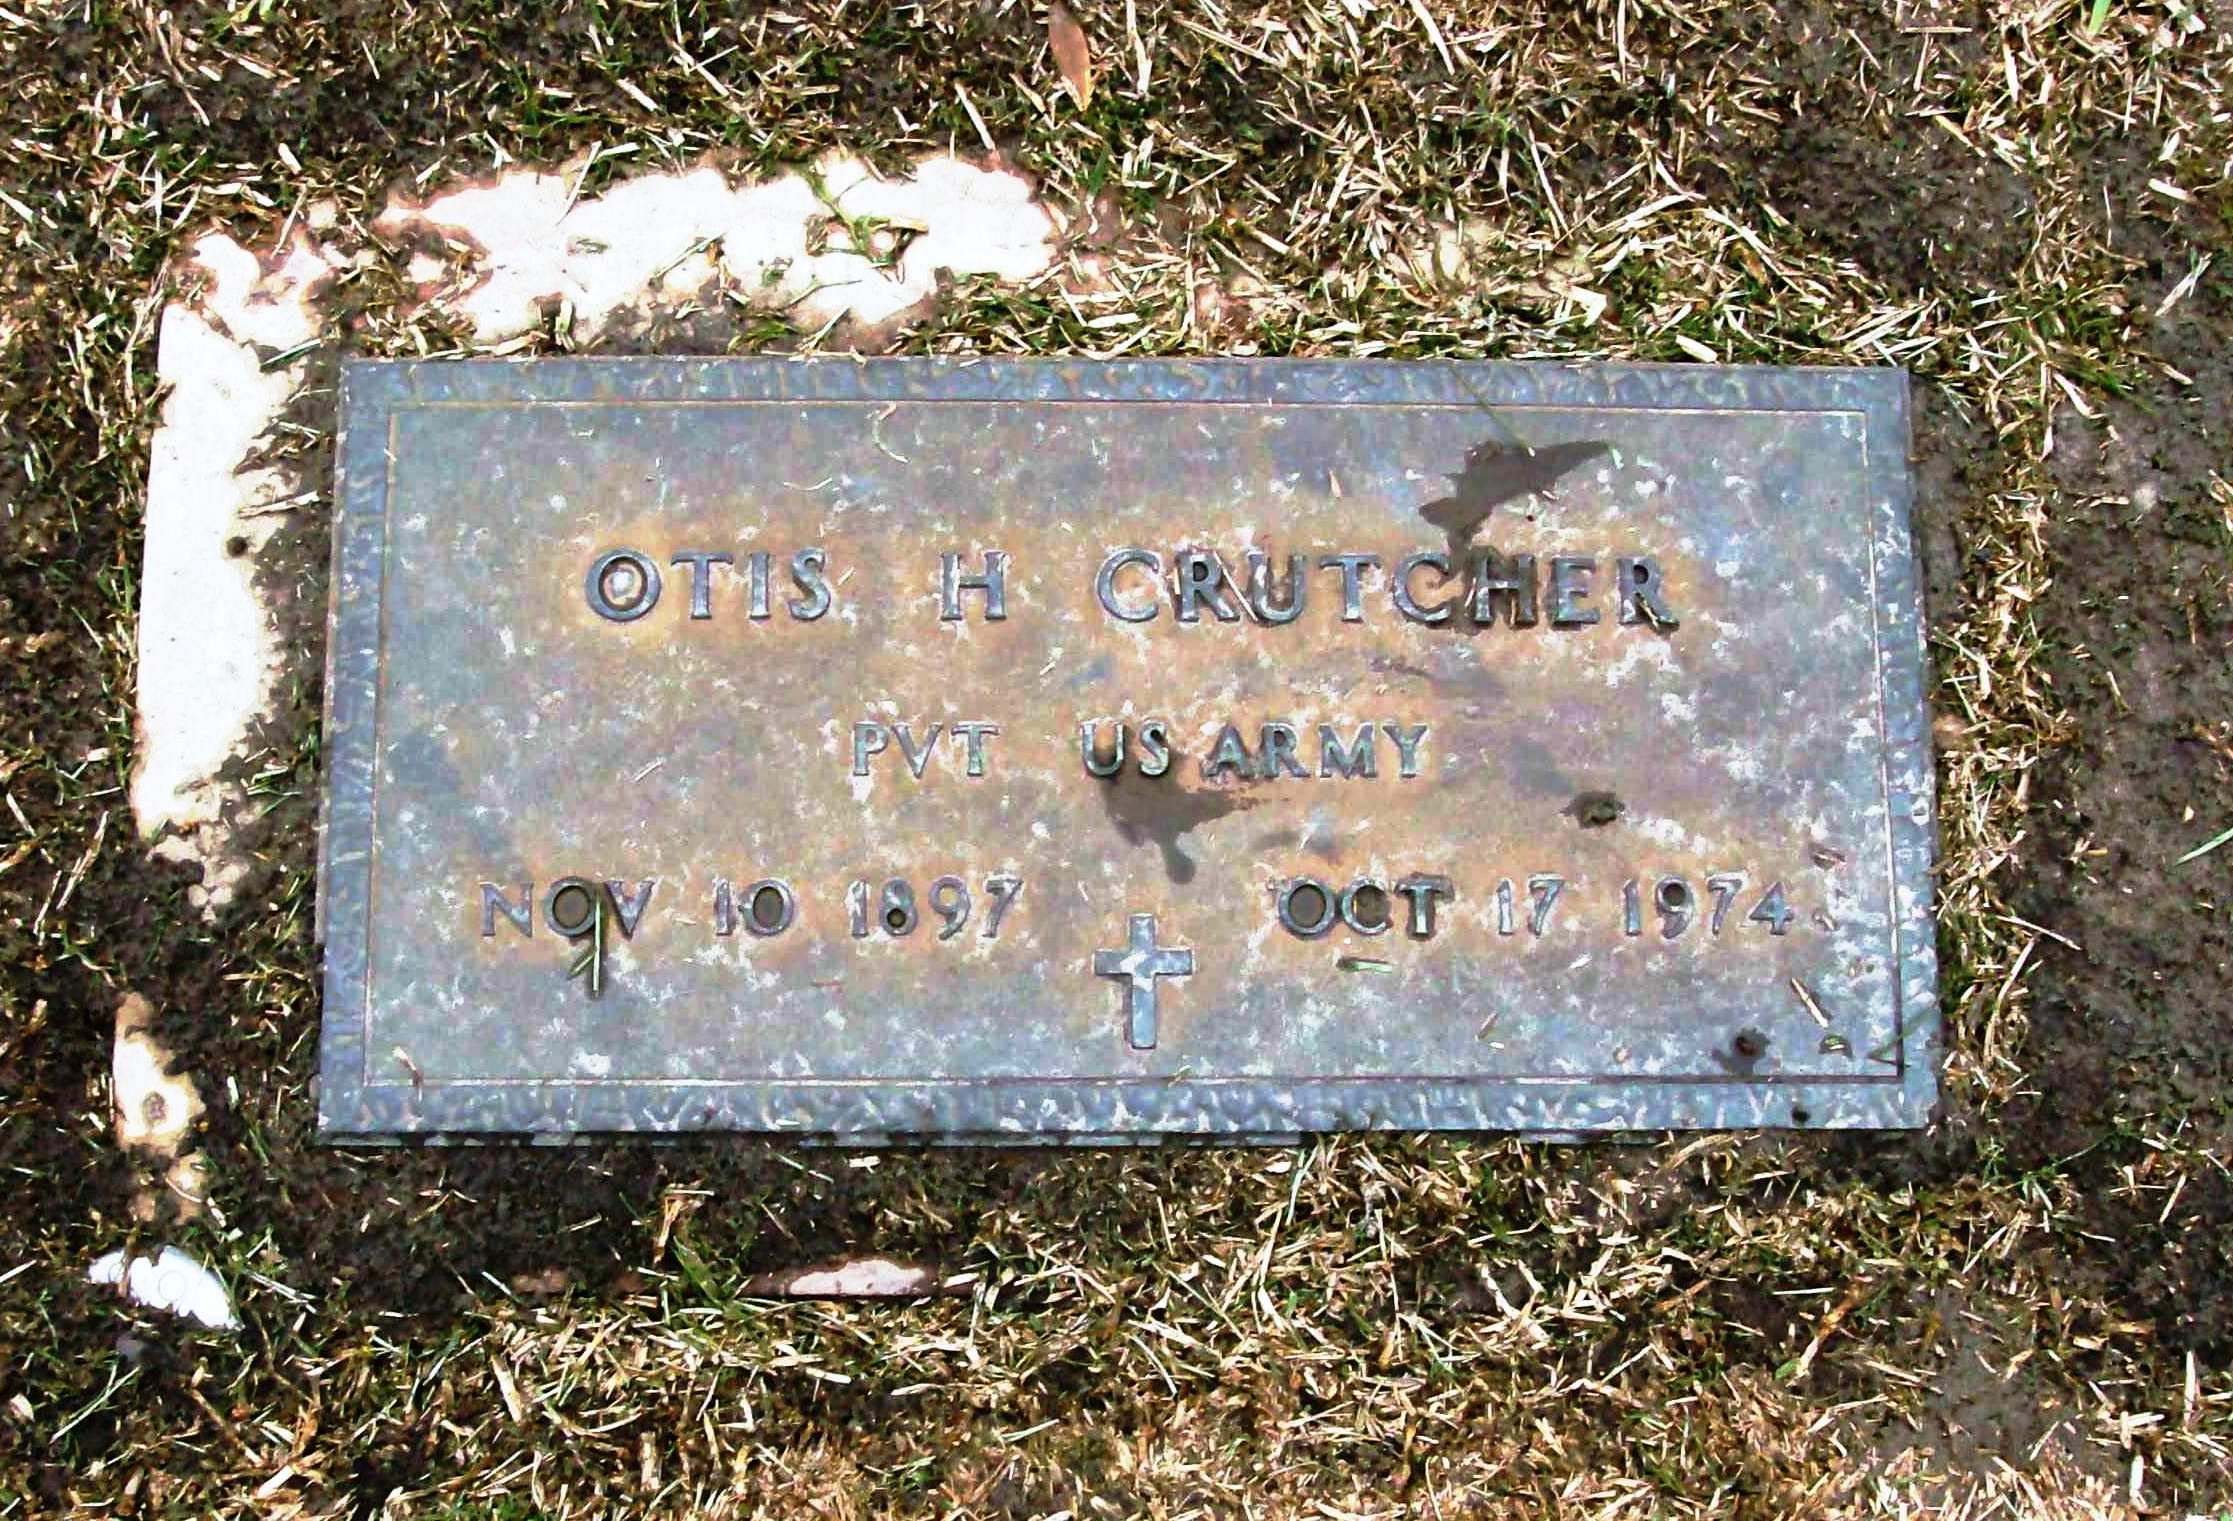 OTIS H CRUTCHER
PVT US ARMY
NOV 10 1897 OCT 17 1974